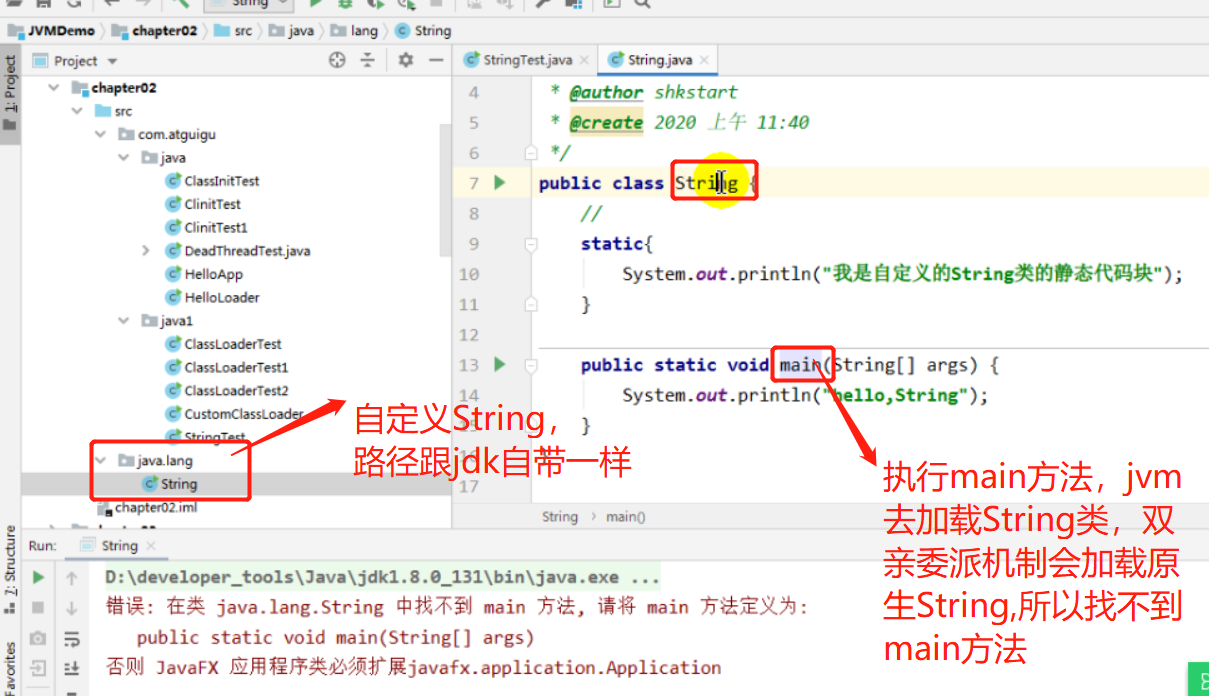 String
JVMDemo chapter02 src java lang String
1: Project
Project
StringTest.java String.java
chapter02
src
com.atguigu
java
ClassInitTest
ClinitTest
ClinitTest1
DeadThreadTest.java
HelloApp
HelloLoader
java1
ClassLoaderTest
ClassLoaderTest1
ClassLoaderTest2
CustomClassLoader
StringTest
java.lang
String
chapter02.iml
4 * @author shkstart
5 * @create 2020 上午 11:40
6 */
7 public class String {
8 //
9 static{
10 System.out.println("我是自定义的String类的静态代码块");
11 }
12
13 public static void main(String[] args) {
14 System.out.println("hello,String");
}
17
String main()
自定义String，
路径跟jdk自带一样
执行main方法，jvm
去加载String类，双
亲委派机制会加载原
生String,所以找不到
main方法
Z: Structure
Favorites
Run: String
D:\developer_tools\Java\jdk1.8.0_131\bin\java.exe ...
错误: 在类 java.lang.String 中找不到 main 方法, 请将 main 方法定义为:
public static void main(String[] args)
否则 JavaFX 应用程序类必须扩展javafx.application.Application